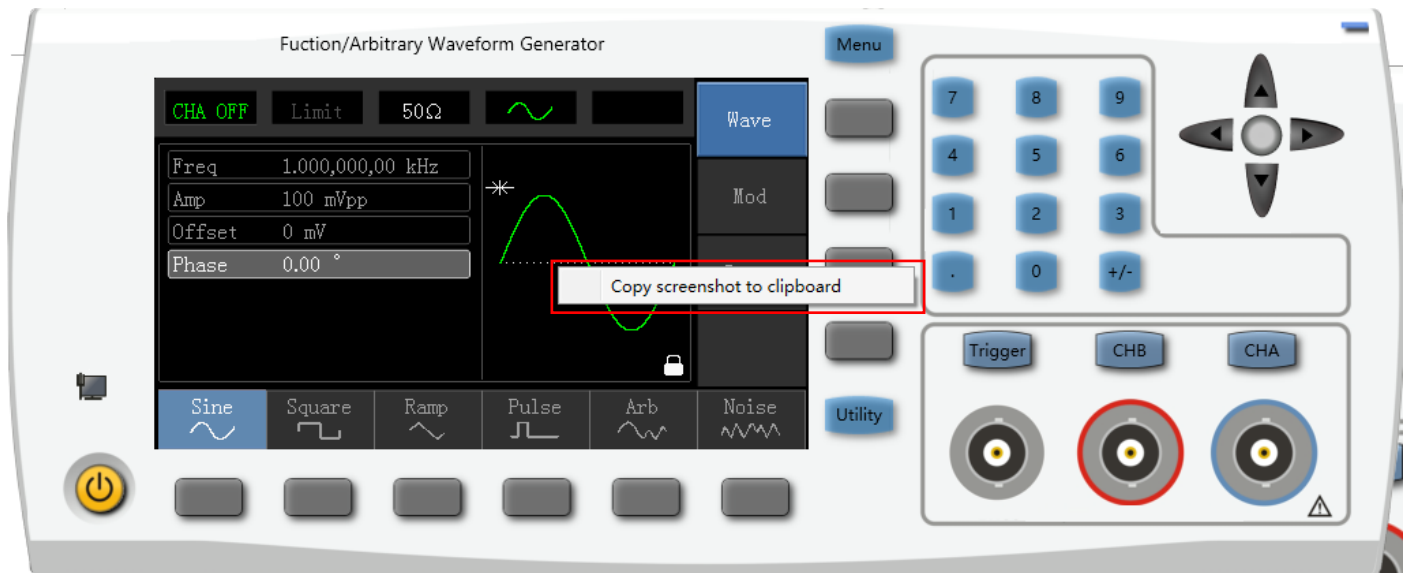 Fuction/Arbitrary Waveform Generator
Menu
CHA OFF
Limit
50Ω
Wave
Freq 1.000,000,00 kHz
Amp 100 mVpp
Offset 0 mV
Phase 0.00 °
Mod
Copy screenshot to clipboard
Sine
Square
Ramp
Pulse
Arb
Noise
Utility
7 8 9
4 5 6
1 2 3
. 0 +/-
Trigger
CHB
CHA